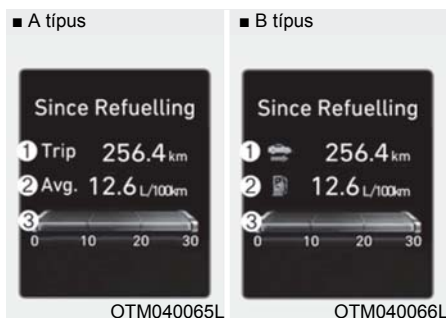 ■ A típus
Since Refuelling
① Trip 256.4 km
② Avg. 12.6 L/100km
③
0 10 20 30
OTM040065L
■ B típus
Since Refuelling
① 256.4 km
② 12.6 L/100km
③
0 10 20 30
OTM040066L